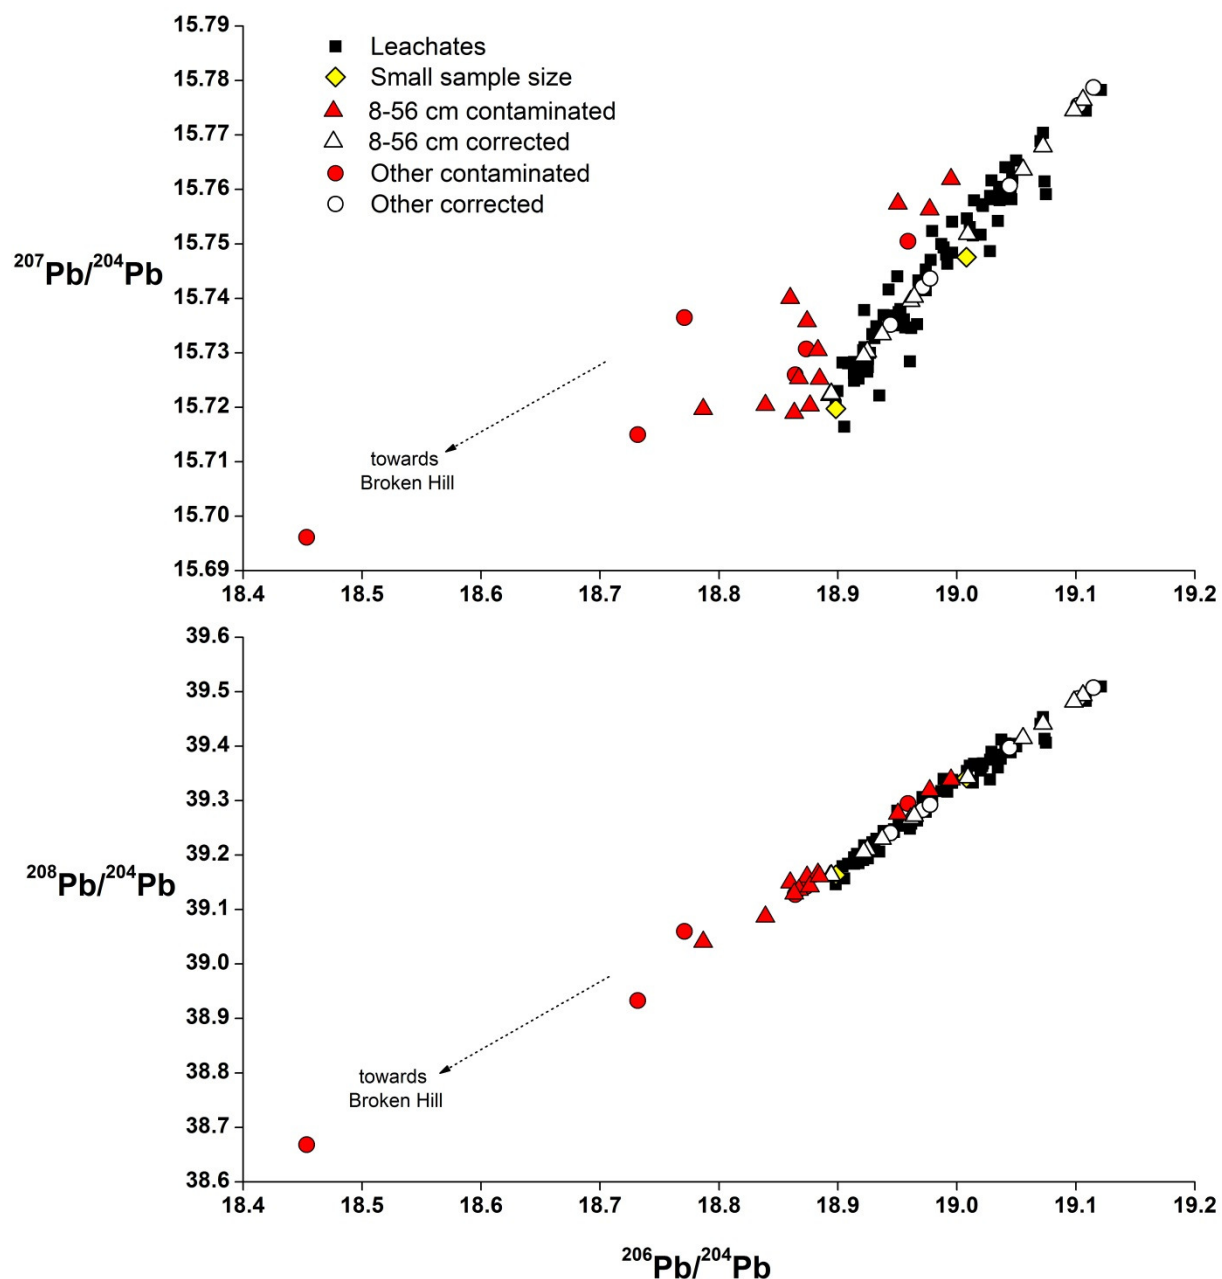 15.79
15.78
15.77
15.76
15.75
15.74
15.73
15.72
15.71
15.70
15.69
²⁰⁷Pb/²⁰⁴Pb
Leachates
Small sample size
8-56 cm contaminated
8-56 cm corrected
Other contaminated
Other corrected
towards
Broken Hill
18.4 18.5 18.6 18.7 18.8 18.9 19.0 19.1 19.2
39.6
39.5
39.4
39.3
39.2
39.1
39.0
38.9
38.8
38.7
38.6
²⁰⁸Pb/²⁰⁴Pb
towards
Broken Hill
18.4 18.5 18.6 18.7 18.8 18.9 19.0 19.1 19.2
²⁰⁶Pb/²⁰⁴Pb